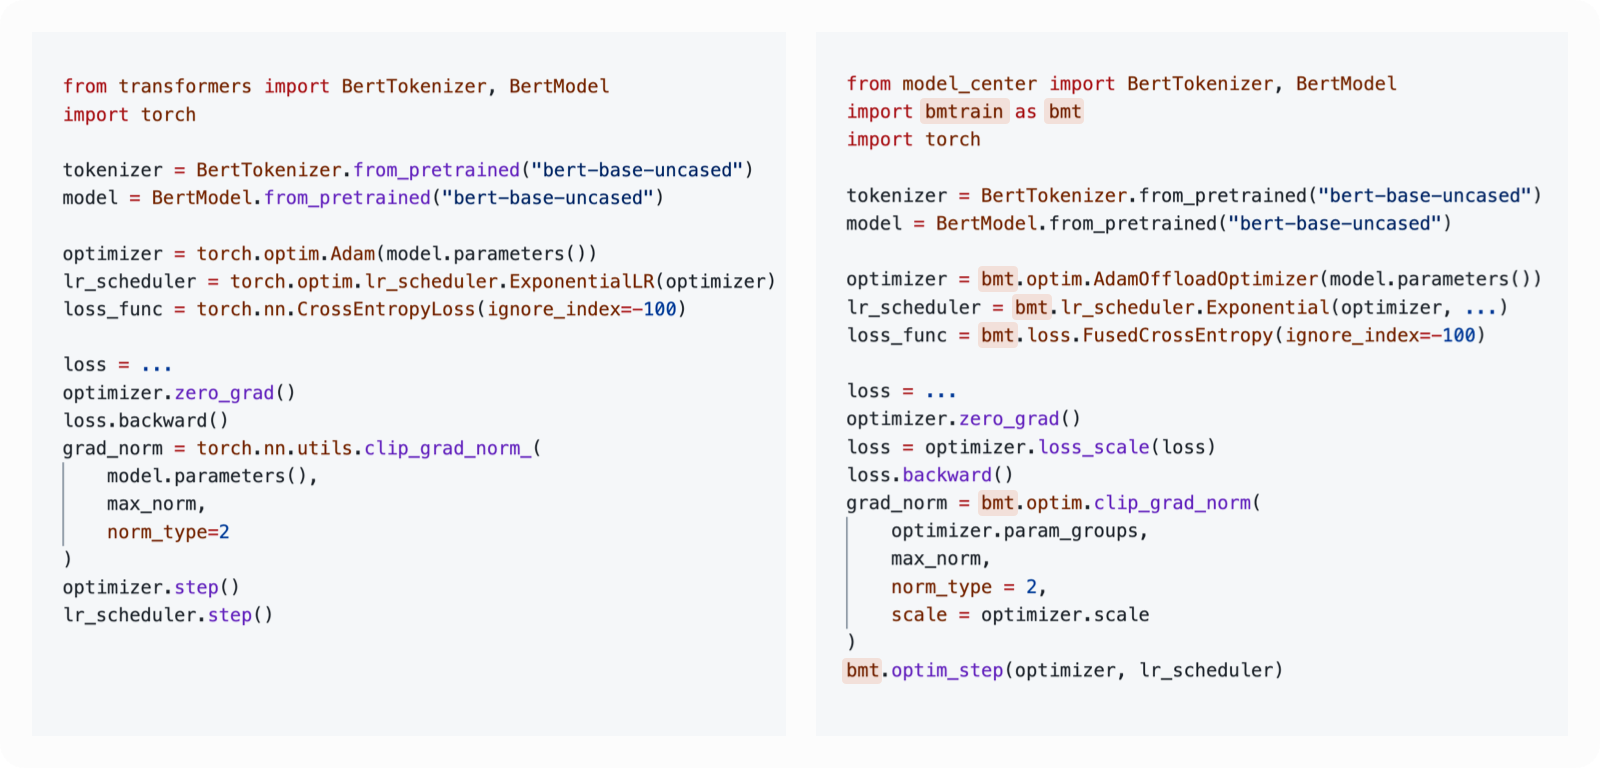 from transformers import BertTokenizer, BertModel
import torch

tokenizer = BertTokenizer.from_pretrained("bert-base-uncased")
model = BertModel.from_pretrained("bert-base-uncased")

optimizer = torch.optim.Adam(model.parameters())
lr_scheduler = torch.optim.lr_scheduler.ExponentialLR(optimizer)
loss_func = torch.nn.CrossEntropyLoss(ignore_index=-100)

loss = ...
optimizer.zero_grad()
loss.backward()
grad_norm = torch.nn.utils.clip_grad_norm_(
    model.parameters(),
    max_norm,
    norm_type=2
)
optimizer.step()
lr_scheduler.step()

from model_center import BertTokenizer, BertModel
import bmtrain as bmt
import torch

tokenizer = BertTokenizer.from_pretrained("bert-base-uncased")
model = BertModel.from_pretrained("bert-base-uncased")

optimizer = bmt.optim.AdamOffloadOptimizer(model.parameters())
lr_scheduler = bmt.lr_scheduler.Exponential(optimizer, ...)
loss_func = bmt.loss.FusedCrossEntropy(ignore_index=-100)

loss = ...
optimizer.zero_grad()
loss = optimizer.loss_scale(loss)
loss.backward()
grad_norm = bmt.optim.clip_grad_norm(
    optimizer.param_groups,
    max_norm,
    norm_type = 2,
    scale = optimizer.scale
)
bmt.optim_step(optimizer, lr_scheduler)